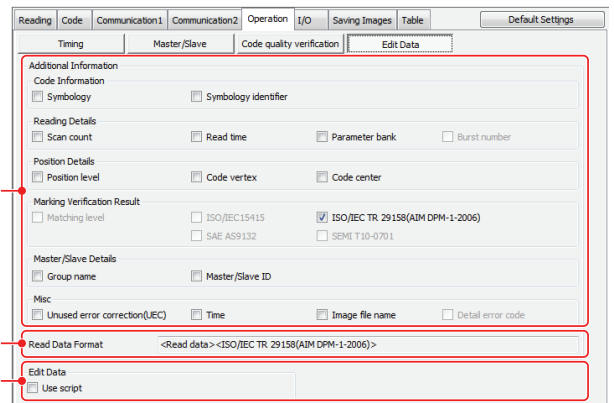 Reading Code Communication1 Communication2 Operation I/O Saving Images Table Default Settings
Timing Master/Slave Code quality verification Edit Data
Additional Information
Code Information
Symbology Symbology identifier
Reading Details
Scan count Read time Parameter bank Burst number
Position Details
Position level Code vertex Code center
Marking Verification Result
Matching level ISO/IEC15415 ISO/IEC TR 29158(AIM DPM-1-2006)
SAE AS9132 SEMI T10-0701
Master/Slave Details
Group name Master/Slave ID
Misc
Unused error correction(UEC) Time Image file name Detail error code
Read Data Format <Read data><ISO/IEC TR 29158(AIM DPM-1-2006)>
Edit Data
Use script